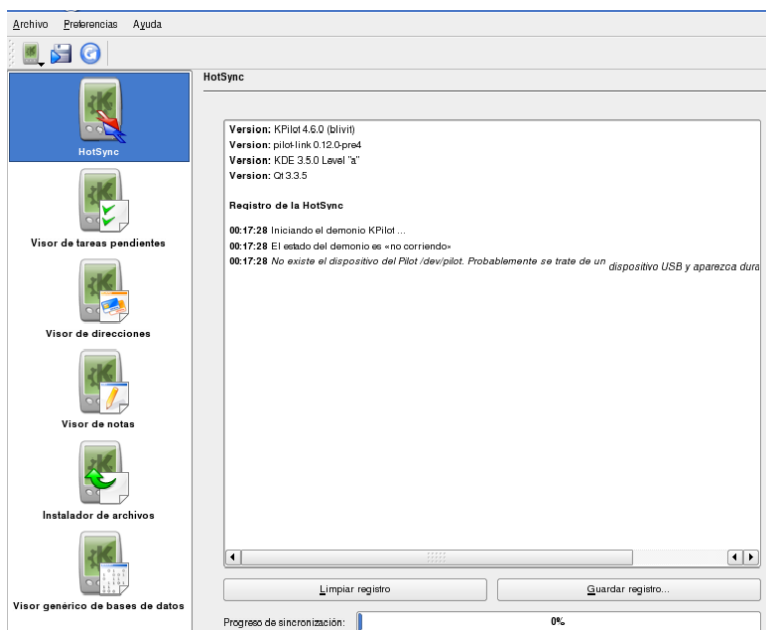 Archivo Preferencias Ayuda
HotSync
HotSync
Visor de tareas pendientes
Visor de direcciones
Visor de notas
Instalador de archivos
Visor genérico de bases de datos
Version: KPilot 4.6.0 (blivit)
Version: pilot-link 0.12.0-pre4
Version: KDE 3.5.0 Level "a"
Version: Qt 3.3.5
Registro de la HotSync
00:17:28 Iniciando el demonio KPilot ...
00:17:28 El estado del demonio es «no corriendo»
00:17:28 No existe el dispositivo del Pilot /dev/pilot. Probablemente se trate de un dispositivo USB y aparezca dura
Limpiar registro Guardar registro...
Progreso de sincronización: 0%